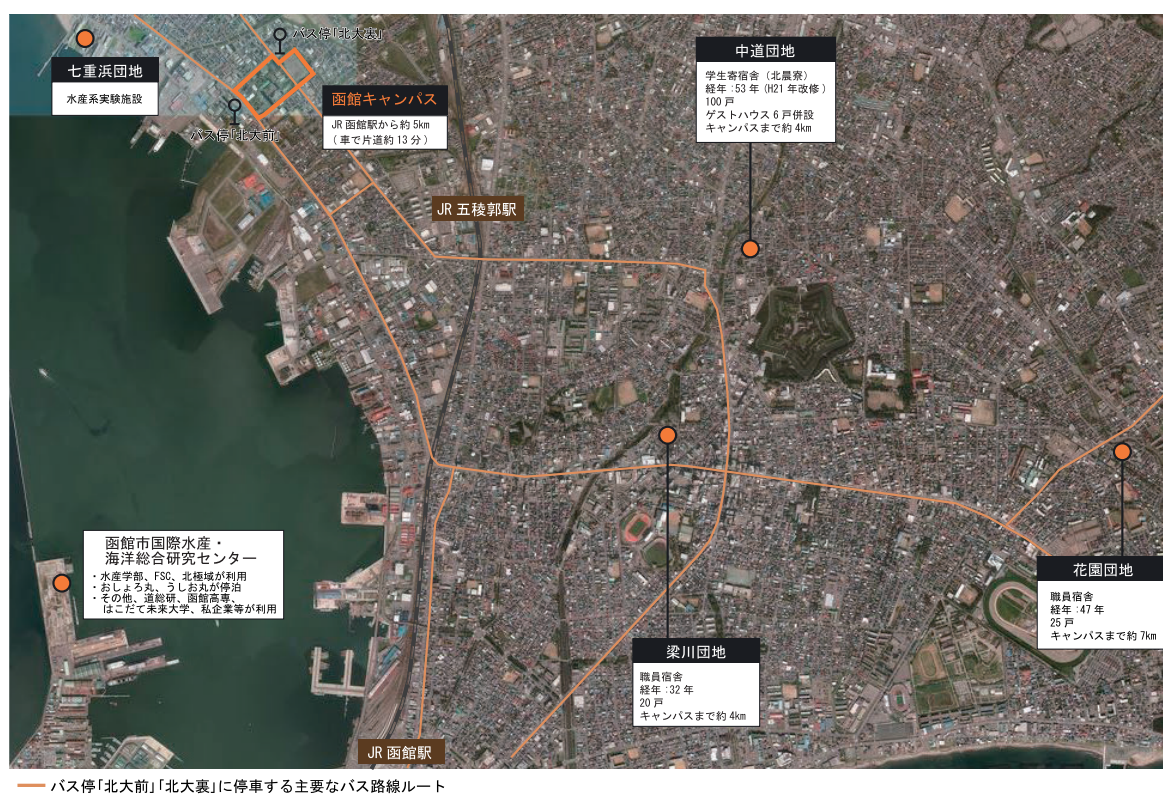 バス停「北大裏」
七重浜団地
水産系実験施設
バス停「北大前」
函館キャンパス
JR 函館駅から約 5km
( 車で片道約 13 分 )
中道団地
学生寄宿舎（北晨寮）
経年 :53 年 (H21 年改修 )
100 戸
ゲストハウス 6 戸併設
キャンパスまで約 4km
JR 五稜郭駅
函館市国際水産・
海洋総合研究センター
・水産学部、FSC、北極域が利用
・おしょろ丸、うしお丸が停泊
・その他、道総研、函館高専、
はこだて未来大学、私企業等が利用
花園団地
職員宿舎
経年 :47 年
25 戸
キャンパスまで約 7km
梁川団地
職員宿舎
経年 :32 年
20 戸
キャンパスまで約 4km
JR 函館駅
バス停「北大前」「北大裏」に停車する主要なバス路線ルート